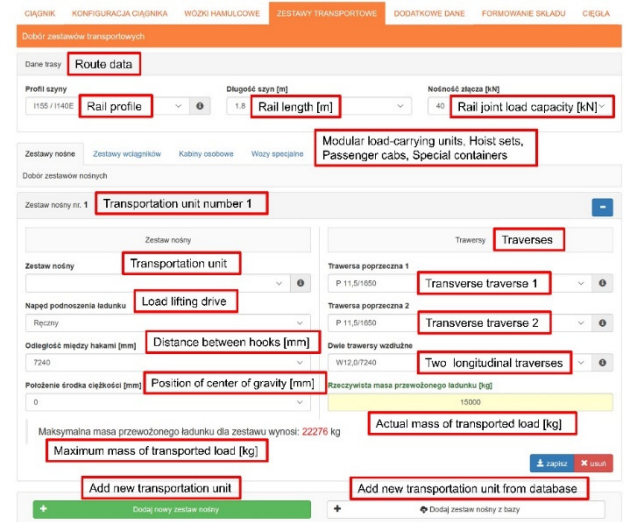 CIĄGNIK KONFIGURACJA CIĄGNIKA WÓZKI HAMULCOWE ZESTAWY TRANSPORTOWE DODATKOWE DANE FORMOWANIE SKŁADU CIĘGŁA
Dobór zestawów transportowych
Dane trasy Route data
Profil szyny Długość szyn [m] Nośność złącza [kN]
I155 / I140E Rail profile 1.8 Rail length [m] 40 Rail joint load capacity [kN]
Zestawy nośne Zestawy wciągników Kabiny osobowe Wozy specjalne Modular load-carrying units, Hoist sets,
Passenger cabs, Special containers
Dobór zestawów nośnych
Zestaw nośny nr. 1 Transportation unit number 1
Zestaw nośny Trawersy Traverses
Zestaw nośny Transportation unit Trawersa poprzeczna 1
P 11,5/1650 Transverse traverse 1
Napęd podnoszenia ładunku Load lifting drive Trawersa poprzeczna 2
Ręczny P 11,5/1650 Transverse traverse 2
Odległość między hakami [mm] Distance between hooks [mm] Dwie trawersy wzdłużne
7240 W12,0/7240 Two longitudinal traverses
Położenie środka ciężkości [mm] Position of center of gravity [mm] Rzeczywista masa przewożonego ładunku [kg]
0 15000
Maksymalna masa przewożonego ładunku dla zestawu wynosi: 22276 kg Actual mass of transported load [kg]
Maximum mass of transported load [kg]
zapisz usuń
Add new transportation unit Add new transportation unit from database
Dodaj nowy zestaw nośny Dodaj zestaw nośny z bazy